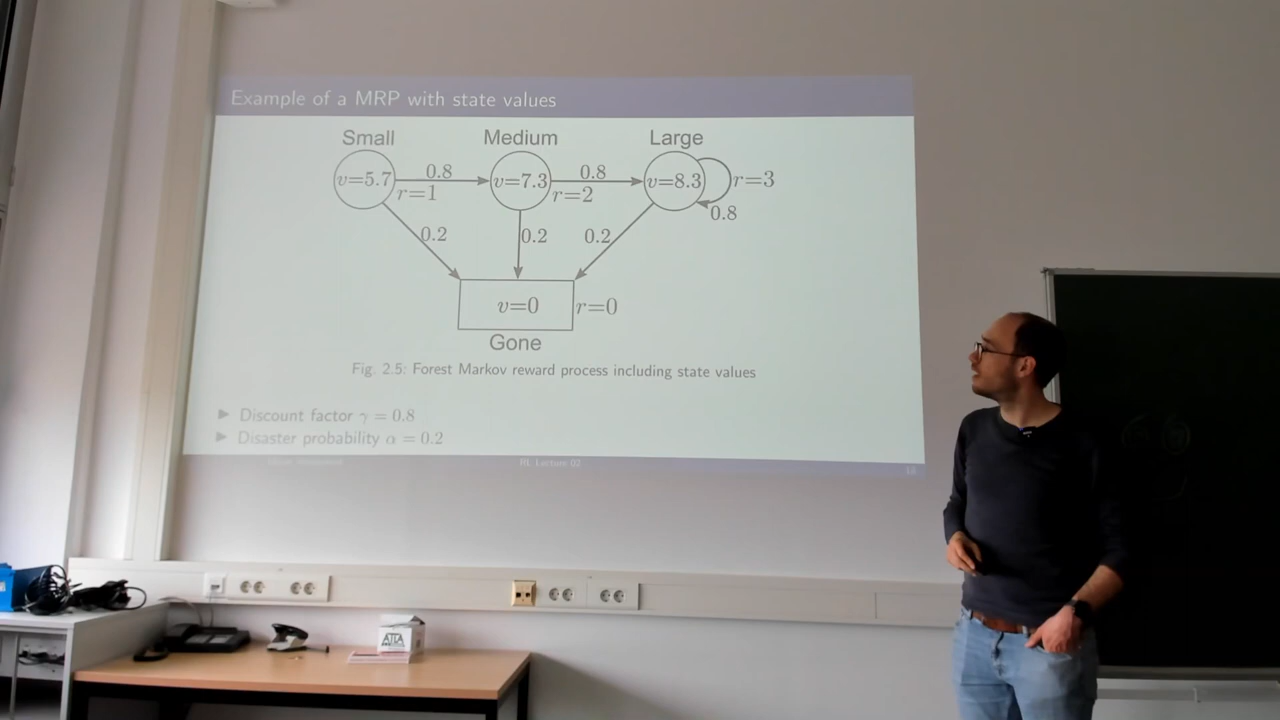 Example of a MRP with state values
Small Medium Large
v=5.7 0.8 v=7.3 0.8 v=8.3 r=3
r=1 r=2 0.8
0.2 0.2 0.2
v=0 r=0
Gone
Fig. 2.5: Forest Markov reward process including state values
▶ Discount factor γ = 0.8
▶ Disaster probability α = 0.2
RL Lecture 02
ATLA